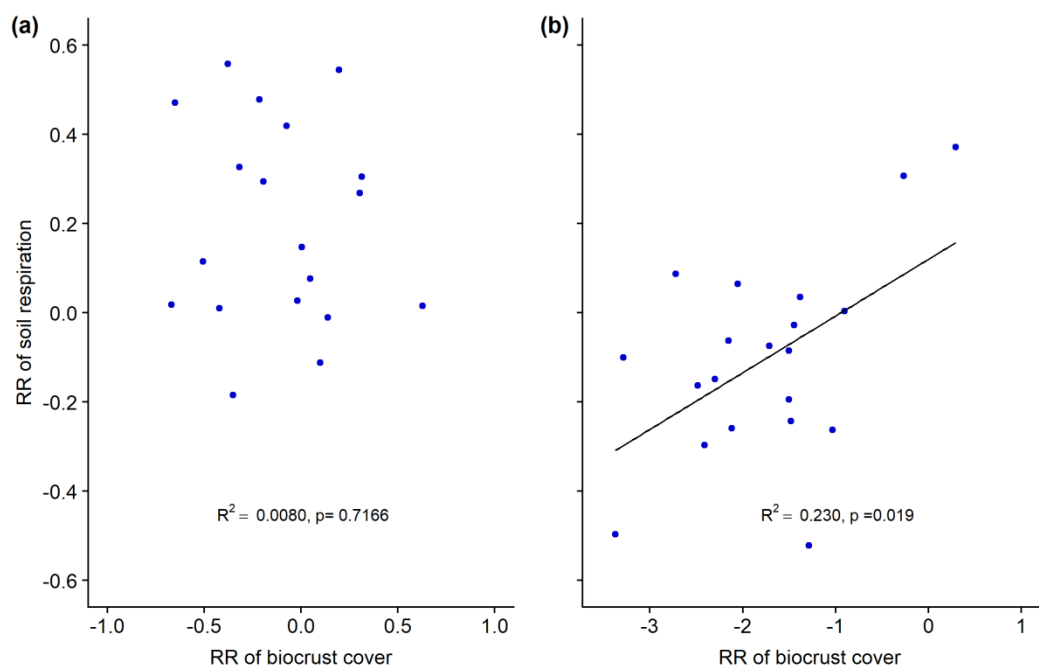 (a)
(b)
0.6
0.4
0.2
0.0
-0.2
-0.4
-0.6
RR of soil respiration
R² = 0.0080, p= 0.7166
R² = 0.230, p =0.019
-1.0 -0.5 0.0 0.5 1.0
-3 -2 -1 0 1
RR of biocrust cover
RR of biocrust cover